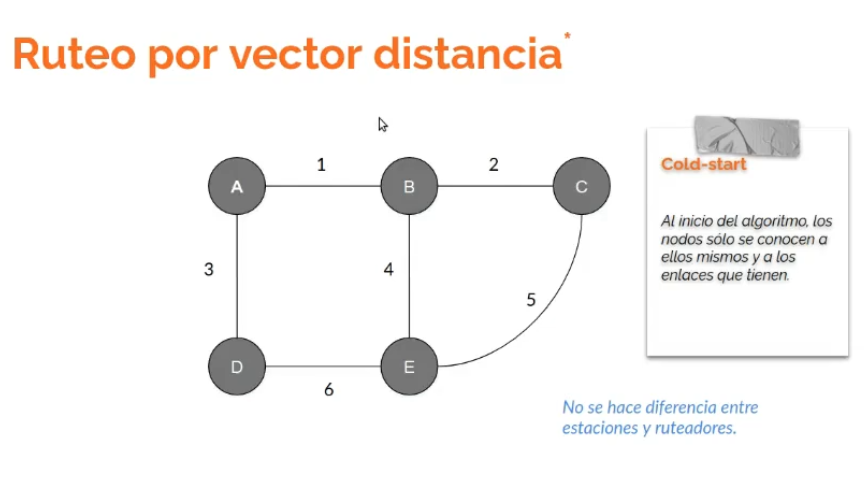 Ruteo por vector distancia*
1
2
A
B
C
3
4
5
D
E
6
Cold-start
Al inicio del algoritmo, los
nodos sólo se conocen a
ellos mismos y a los
enlaces que tienen.
No se hace diferencia entre
estaciones y ruteadores.